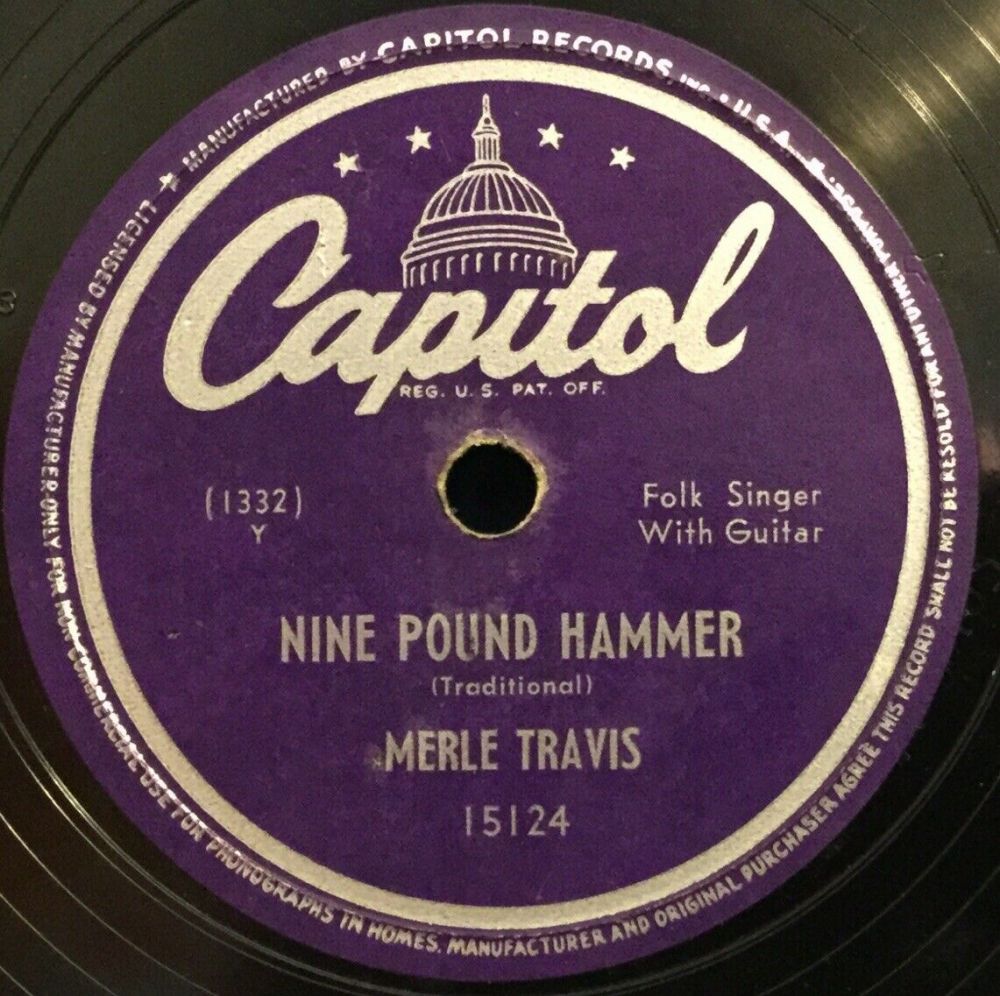 MANUFACTURED BY CAPITOL RECORDS INC. • U.S.A.
Capitol
REG. U. S. PAT. OFF.
(1332)
Y
Folk Singer
With Guitar
NINE POUND HAMMER
(Traditional)
MERLE TRAVIS
15124
LICENSED BY MANUFACTURER ONLY FOR NON-COMMERCIAL USE FOR PHONOGRAPHS IN HOMES. MANUFACTURER AND ORIGINAL PURCHASER AGREE THIS RECORD SHALL NOT BE RESOLD FOR ANY OTHER PURPOSE